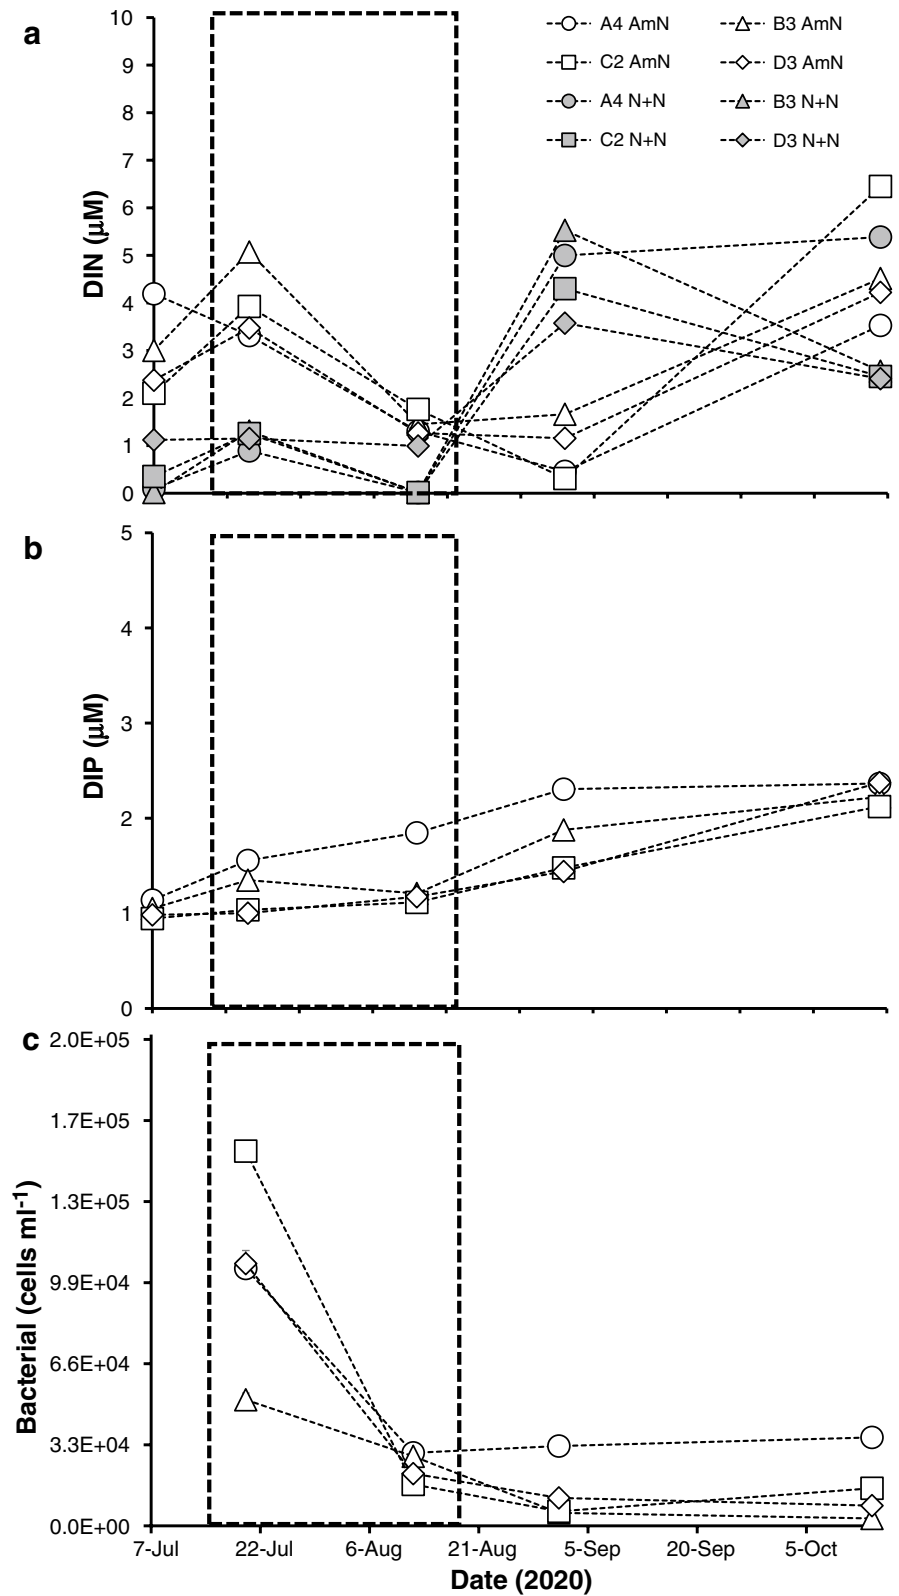 a
10
9
8
7
6
5
4
3
2
1
0
DIN (µM)
A4 AmN
B3 AmN
C2 AmN
D3 AmN
A4 N+N
B3 N+N
C2 N+N
D3 N+N
b
5
4
3
2
1
0
DIP (µM)
c
2.0E+05
1.7E+05
1.3E+05
9.9E+04
6.6E+04
3.3E+04
0.0E+00
Bacterial (cells ml⁻¹)
7-Jul 22-Jul 6-Aug 21-Aug 5-Sep 20-Sep 5-Oct
Date (2020)